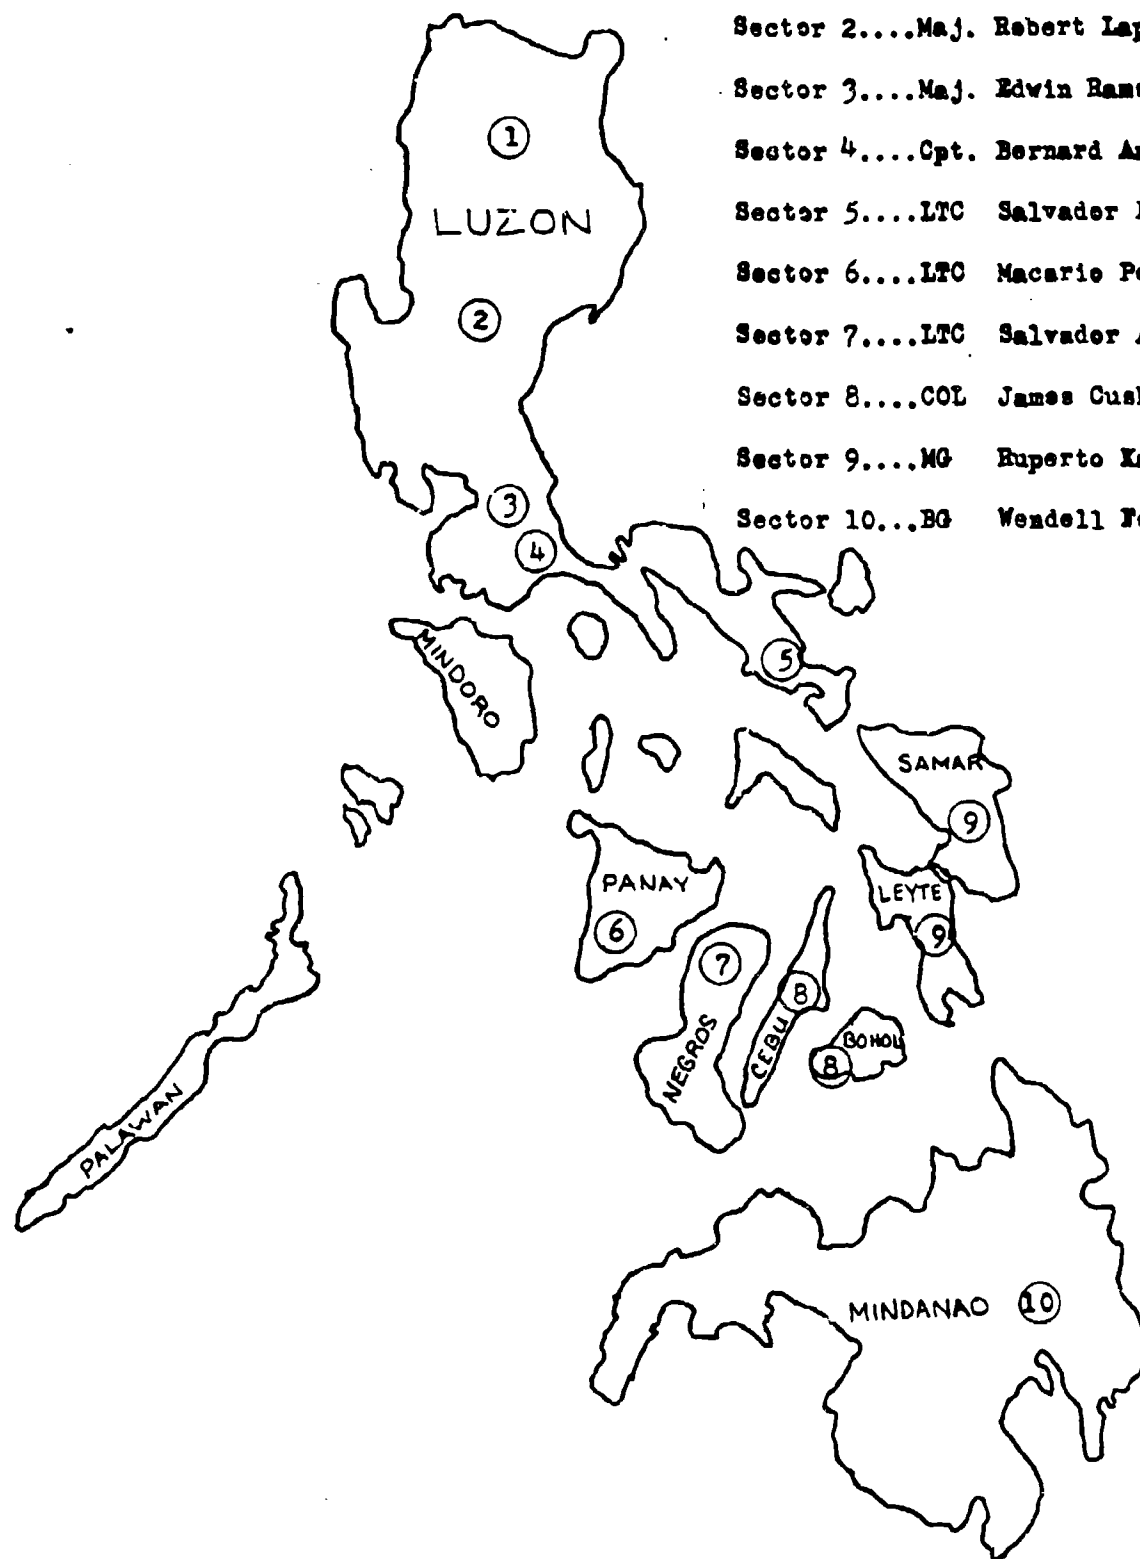 Sector 2....Maj. Robert
Sector 3....Maj. Edwin
Sector 4....Cpt. Bernard
Sector 5....LTC Salvador
Sector 6....LTC Macario
Sector 7....LTC Salvador
Sector 8....COL James
Sector 9....MG Ruperto
Sector 10...BG Wendell
1
LUZON
2
3
4
5
MINDORO
SAMAR
9
PANAY
6
LEYTE
9
7
NEGROS
8
CEBU
8
BOHOL
PALAWAN
MINDANAO 10